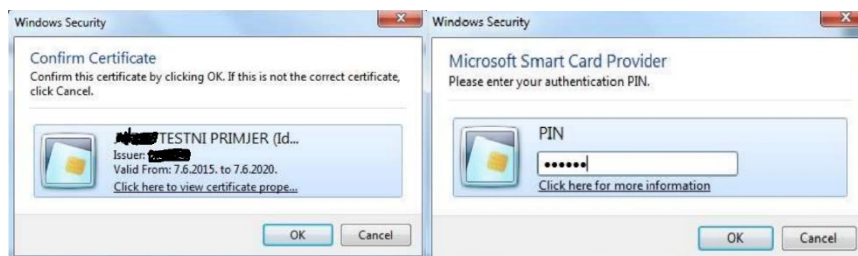 Windows Security
Confirm Certificate
Confirm this certificate by clicking OK. If this is not the correct certificate,
click Cancel.
TESTNI PRIMJER (Id...
Issuer:
Valid From: 7.6.2015. to 7.6.2020.
Click here to view certificate prope...
OK Cancel
Windows Security
Microsoft Smart Card Provider
Please enter your authentication PIN.
PIN
••••••
Click here for more information
OK Cancel